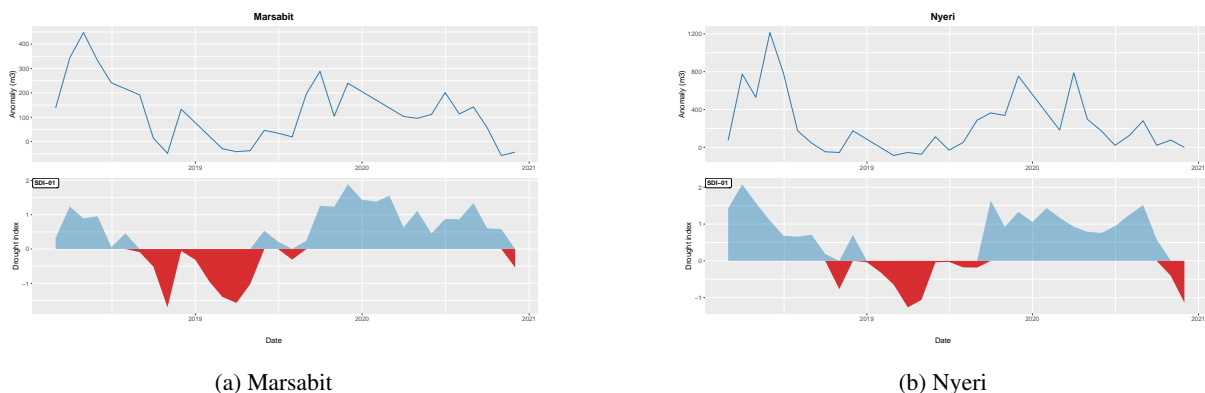 Marsabit
Anomaly (m3)
400
300
200
100
0
2019
2020
2021
SDI-01
Drought Index
2
1
0
−1
2019
2020
2021
Date
(a) Marsabit
Nyeri
Anomaly (m3)
1200
800
400
0
2019
2020
2021
SDI-01
Drought Index
2
1
0
−1
2019
2020
2021
Date
(b) Nyeri